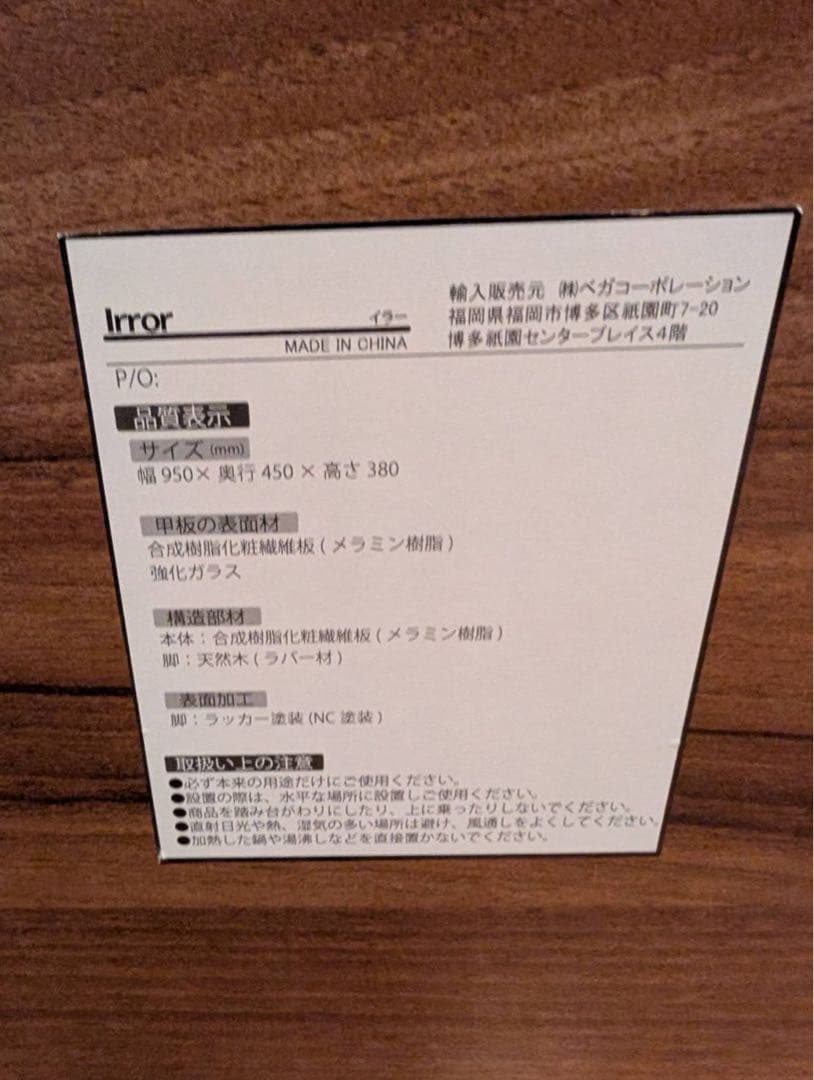 Irror
イラー
MADE IN CHINA
輸入販売元 ㈱ベガコーポレーション
福岡県福岡市博多区祇園町7-20
博多祇園センタープレイス4階
P/O:
品質表示
サイズ(mm)
幅 950× 奥行 450 × 高さ 380
甲板の表面材
合成樹脂化粧繊維板 ( メラミン樹脂 )
強化ガラス
構造部材
本体：合成樹脂化粧繊維板 ( メラミン樹脂 )
脚：天然木 ( ラバー材 )
表面加工
脚：ラッカー塗装 (NC 塗装 )
取扱い上の注意
●必ず本来の用途だけにご使用ください。
●設置の際は、水平な場所に設置しご使用ください。
●商品を踏み台がわりにしたり、上に乗ったりしないでください。
●直射日光や熱、湿気の多い場所は避け、風通しをよくしてください。
●加熱した鍋や湯沸しなどを直接置かないでください。